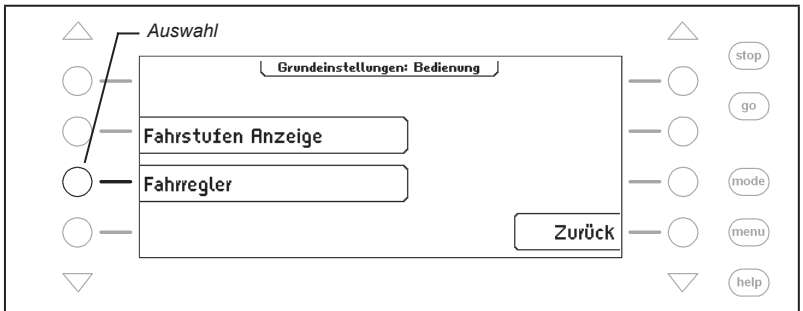 Auswahl
Grundeinstellungen: Bedienung
stop
go
Fahrstufen Anzeige
Fahrregler
mode
Zurück
menu
help